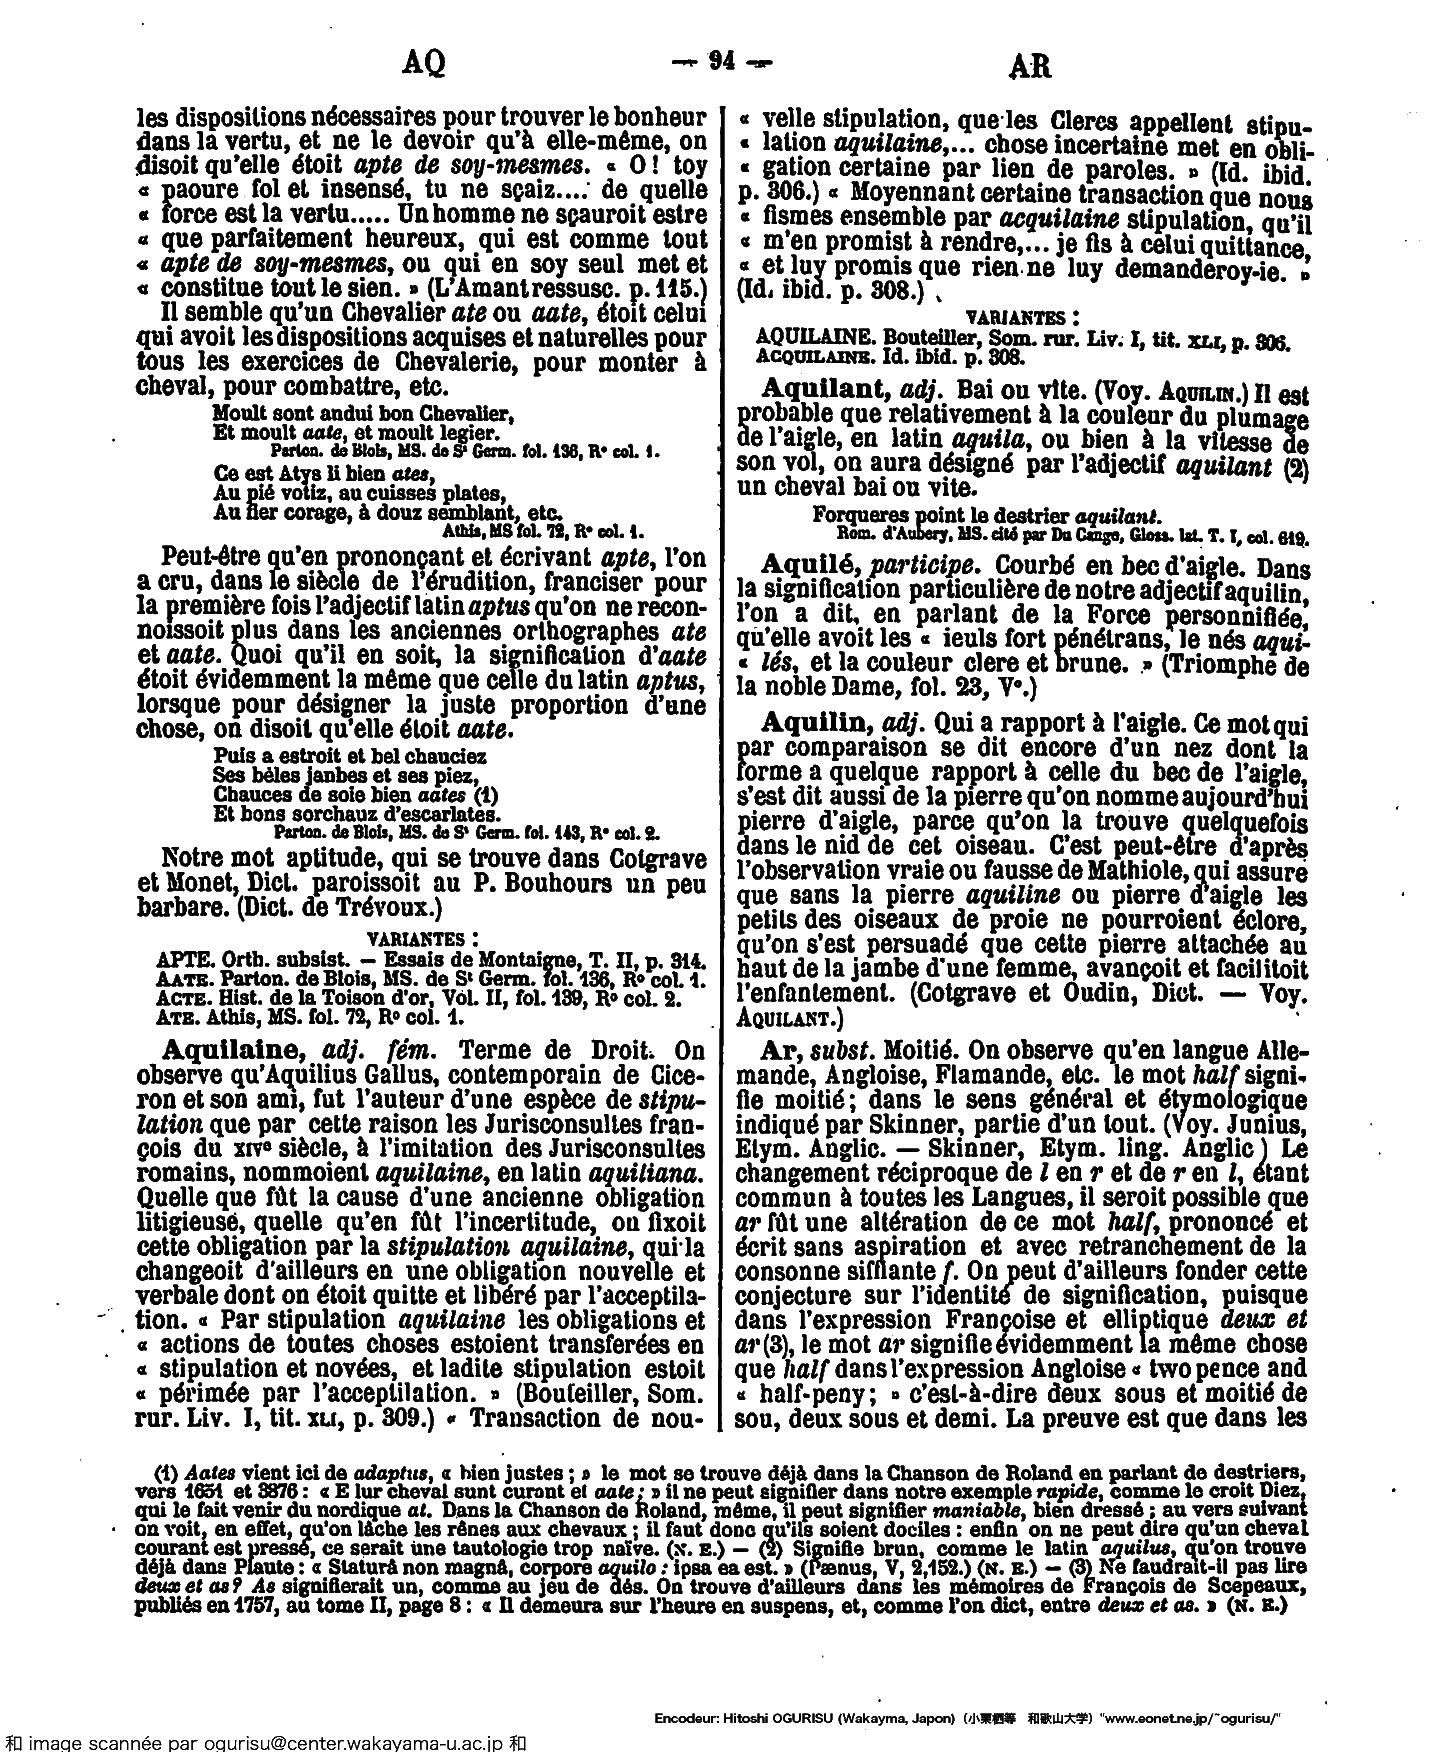 AQ — 94 — AR
les dispositions nécessaires pour trouver le bonheur
dans la vertu, et ne le devoir qu'à elle-même, on
disoit qu'elle étoit apte de soy-mesmes. « O! toy
« paoure fol et insensé, tu ne sçaiz.... de quelle
« force est la vertu..... Un homme ne sçauroit estre
« que parfaitement heureux, qui est comme tout
« apte de soy-mesmes, ou qui en soy seul met et
« constitue tout le sien. » (L'Amant ressusc. p. 115.)
Il semble qu'un Chevalier ate ou aate, étoit celui
qui avoit les dispositions acquises et naturelles pour
tous les exercices de Chevalerie, pour monter à
cheval, pour combattre, etc.
Moult sont andui bon Chevalier,
Et moult aate, et moult legier.
Parton. de Blois, MS. de St Germ. fol. 136, Ro col. 1.
Ce est Atys li bien ates,
Au pié votiz, au cuisses plates,
Au fier corage, à douz semblant, etc.
Athis, MS fol. 72, Ro col. 1.
Peut-être qu'en prononçant et écrivant apte, l'on
a cru, dans le siècle de l'érudition, franciser pour
la première fois l'adjectif latin aptus qu'on ne recon-
noissoit plus dans les anciennes orthographes ate
et aate. Quoi qu'il en soit, la signification d'aate
étoit évidemment la même que celle du latin aptus,
lorsque pour désigner la juste proportion d'une
chose, on disoit qu'elle étoit aate.
Puis a estroit et bel chauciez
Ses bèles janbes et ses piez,
Chauces de soie bien aates (1)
Et bons sorchauz d'escarlates.
Parton. de Blois, MS. de St Germ. fol. 143, Ro col. 2.
Notre mot aptitude, qui se trouve dans Cotgrave
et Monet, Dict. paroissoit au P. Bouhours un peu
barbare. (Dict. de Trévoux.)
VARIANTES :
APTE. Orth. subsist. — Essais de Montaigne, T. II, p. 314.
AATE. Parton. de Blois, MS. de St Germ. fol. 136, Ro col. 1.
ACTE. Hist. de la Toison d'or, Vol. II, fol. 139, Ro col. 2.
ATE. Athis, MS. fol. 72, Ro col. 1.
Aquilaine, adj. fém. Terme de Droit. On
observe qu'Aquilius Gallus, contemporain de Cice-
ron et son ami, fut l'auteur d'une espèce de stipu-
lation que par cette raison les Jurisconsultes fran-
çois du XIVe siècle, à l'imitation des Jurisconsultes
romains, nommoient aquilaine, en latin aquiliana.
Quelle que fût la cause d'une ancienne obligation
litigieuse, quelle qu'en fût l'incertitude, on fixoit
cette obligation par la stipulation aquilaine, qui la
changeoit d'ailleurs en une obligation nouvelle et
verbale dont on étoit quitte et libéré par l'acceptila-
tion. « Par stipulation aquilaine les obligations et
« actions de toutes choses estoient transferées en
« stipulation et novées, et ladite stipulation estoit
« périmée par l'acceptilation. » (Bouteiller, Som.
rur. Liv. I, tit. XLI, p. 309.) « Transaction de nou-
« velle stipulation, que les Clercs appellent stipu-
« lation aquilaine,... chose incertaine met en obli-
« gation certaine par lien de paroles. » (Id. ibid.
p. 306.) « Moyennant certaine transaction que nous
« fismes ensemble par acquilaine stipulation, qu'il
« m'en promist à rendre,... je fis à celui quittance,
« et luy promis que rien ne luy demanderoy-ie. »
(Id. ibid. p. 308.)
VARIANTES :
AQUILAINE. Bouteiller, Som. rur. Liv. I, tit. XLI, p. 306.
ACQUILAINE. Id. ibid. p. 308.
Aquilant, adj. Bai ou vite. (Voy. AQUILIN.) Il est
probable que relativement à la couleur du plumage
de l'aigle, en latin aquila, ou bien à la vitesse de
son vol, on aura désigné par l'adjectif aquilant (2)
un cheval bai ou vite.
Forqueres point le destrier aquilant.
Rom. d'Aubery, MS. cité par Du Cange, Gloss. lat. T. I, col. 619.
Aquilé, participe. Courbé en bec d'aigle. Dans
la signification particulière de notre adjectif aquilin,
l'on a dit, en parlant de la Force personnifiée,
qu'elle avoit les « ieuls fort pénétrans, le nés aqui-
« lés, et la couleur clere et brune. » (Triomphe de
la noble Dame, fol. 23, Vo.)
Aquilin, adj. Qui a rapport à l'aigle. Ce mot qui
par comparaison se dit encore d'un nez dont la
forme a quelque rapport à celle du bec de l'aigle,
s'est dit aussi de la pierre qu'on nomme aujourd'hui
pierre d'aigle, parce qu'on la trouve quelquefois
dans le nid de cet oiseau. C'est peut-être d'après
l'observation vraie ou fausse de Mathiole, qui assure
que sans la pierre aquiline ou pierre d'aigle les
petits des oiseaux de proie ne pourroient éclore,
qu'on s'est persuadé que cette pierre attachée au
haut de la jambe d'une femme, avançoit et facilitoit
l'enfantement. (Cotgrave et Oudin, Dict. — Voy.
AQUILANT.)
Ar, subst. Moitié. On observe qu'en langue Alle-
mande, Angloise, Flamande, etc. le mot half signi-
fie moitié; dans le sens général et étymologique
indiqué par Skinner, partie d'un tout. (Voy. Junius,
Etym. Anglic. — Skinner, Etym. ling. Anglic ) Le
changement réciproque de l en r et de r en l, étant
commun à toutes les Langues, il seroit possible que
ar fût une altération de ce mot half, prononcé et
écrit sans aspiration et avec retranchement de la
consonne sifflante f. On peut d'ailleurs fonder cette
conjecture sur l'identité de signification, puisque
dans l'expression Françoise et elliptique deux et
ar (3), le mot ar signifie évidemment la même chose
que half dans l'expression Angloise « two pence and
« half-peny; » c'est-à-dire deux sous et moitié de
sou, deux sous et demi. La preuve est que dans les
(1) Aates vient ici de adaptus, « bien justes ; » le mot se trouve déjà dans la Chanson de Roland en parlant de destriers,
vers 1651 et 3876 : « E lur cheval sunt curant et aate ; » il ne peut signifier dans notre exemple rapide, comme le croit Diez,
qui le fait venir du nordique at. Dans la Chanson de Roland, même, il peut signifier maniable, bien dressé ; au vers suivant
on voit, en effet, qu'on lâche les rênes aux chevaux ; il faut donc qu'ils soient dociles : enfin on ne peut dire qu'un cheval
courant est pressé, ce serait une tautologie trop naïve. (N. E.) — (2) Signifie brun, comme le latin aquilus, qu'on trouve
déjà dans Plaute : « Staturâ non magnâ, corpore aquilo : ipsa ea est. » (Pænus, V, 2,152.) (N. E.) — (3) Ne faudrait-il pas lire
deux et as? As signifierait un, comme au jeu de dés. On trouve d'ailleurs dans les mémoires de François de Scepeaux,
publiés en 1757, au tome II, page 8 : « Il demeura sur l'heure en suspens, et, comme l'on dict, entre deux et as. » (N. E.)
Encodeur: Hitoshi OGURISU (Wakayma, Japon) (小栗栖等 和歌山大学) "www.eonet.ne.jp/~ogurisu/"
和 image scannée par ogurisu@center.wakayama-u.ac.jp 和